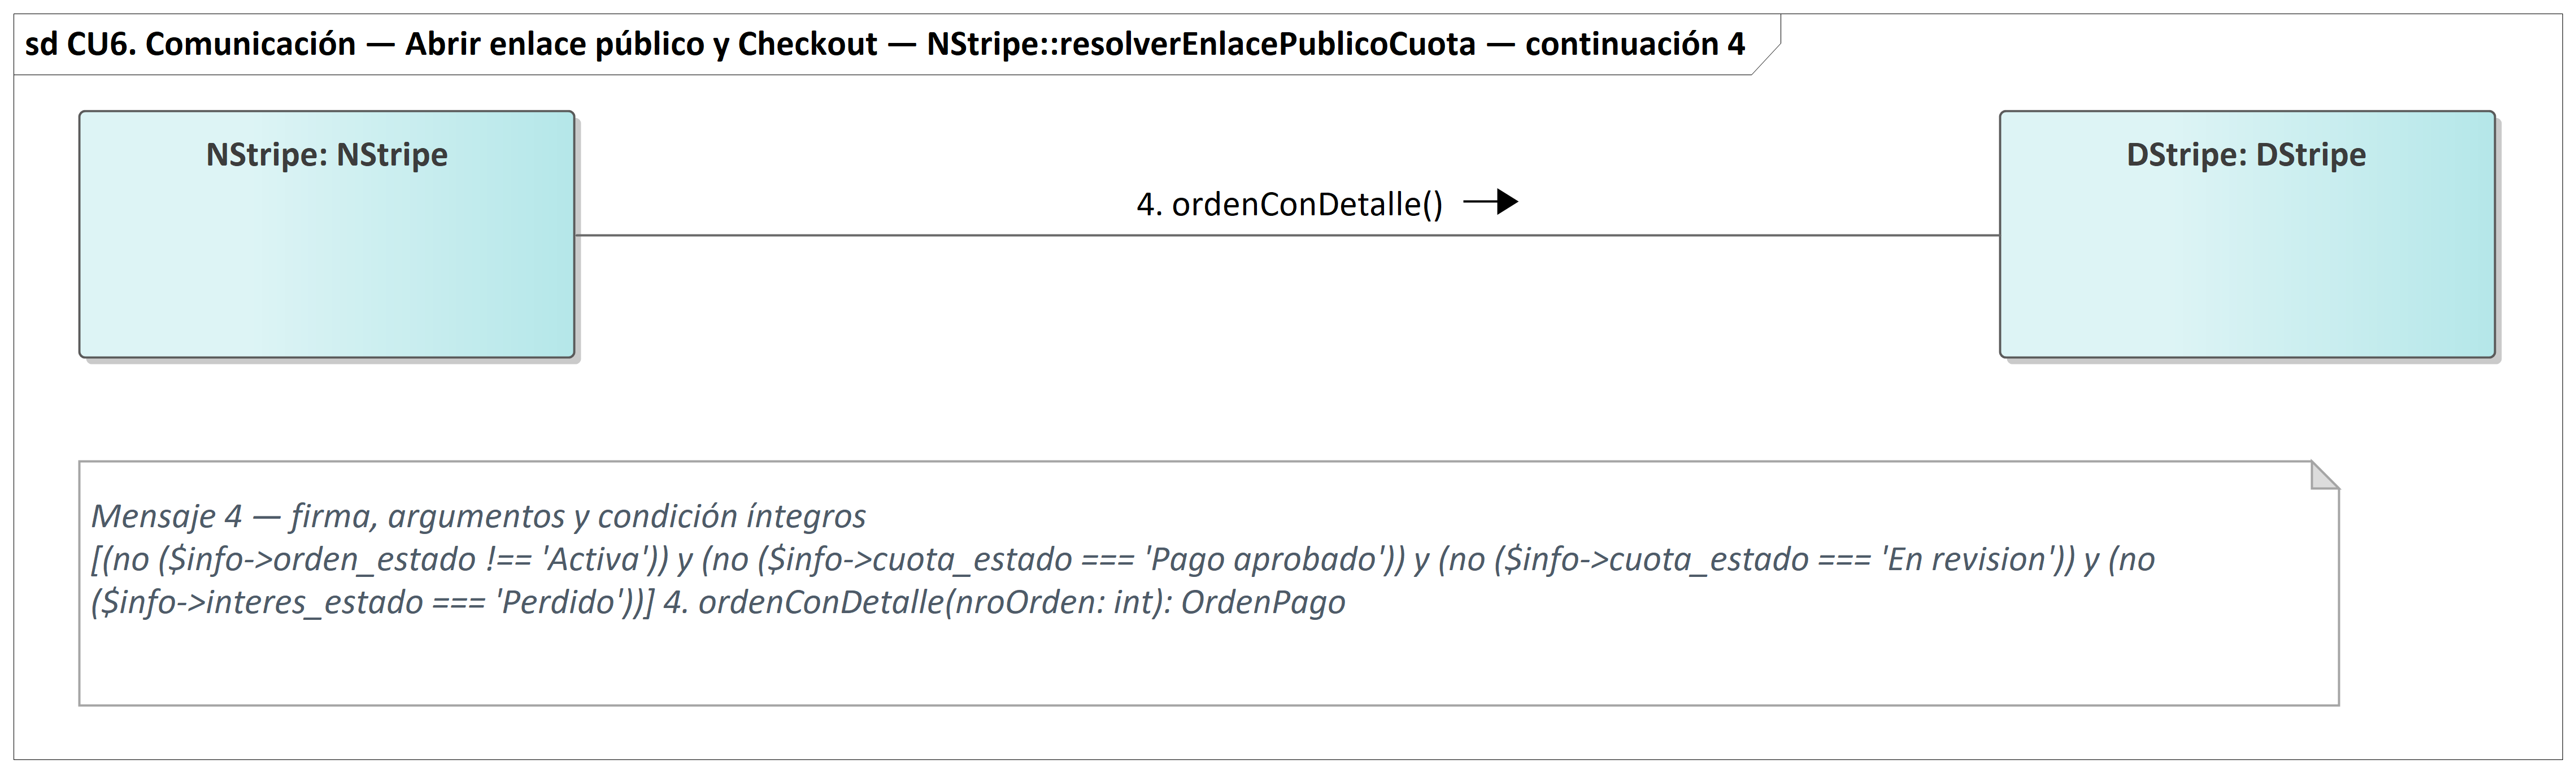 sd CU6. Comunicación — Abrir enlace público y Checkout — NStripe::resolverEnlacePublicoCuota — continuación 4
NStripe: NStripe
DStripe: DStripe
4. ordenConDetalle()
Mensaje 4 — firma, argumentos y condición íntegros
[(no ($info->orden_estado !== 'Activa')) y (no ($info->cuota_estado === 'Pago aprobado')) y (no ($info->cuota_estado === 'En revision')) y (no
($info->interes_estado === 'Perdido'))] 4. ordenConDetalle(nroOrden: int): OrdenPago